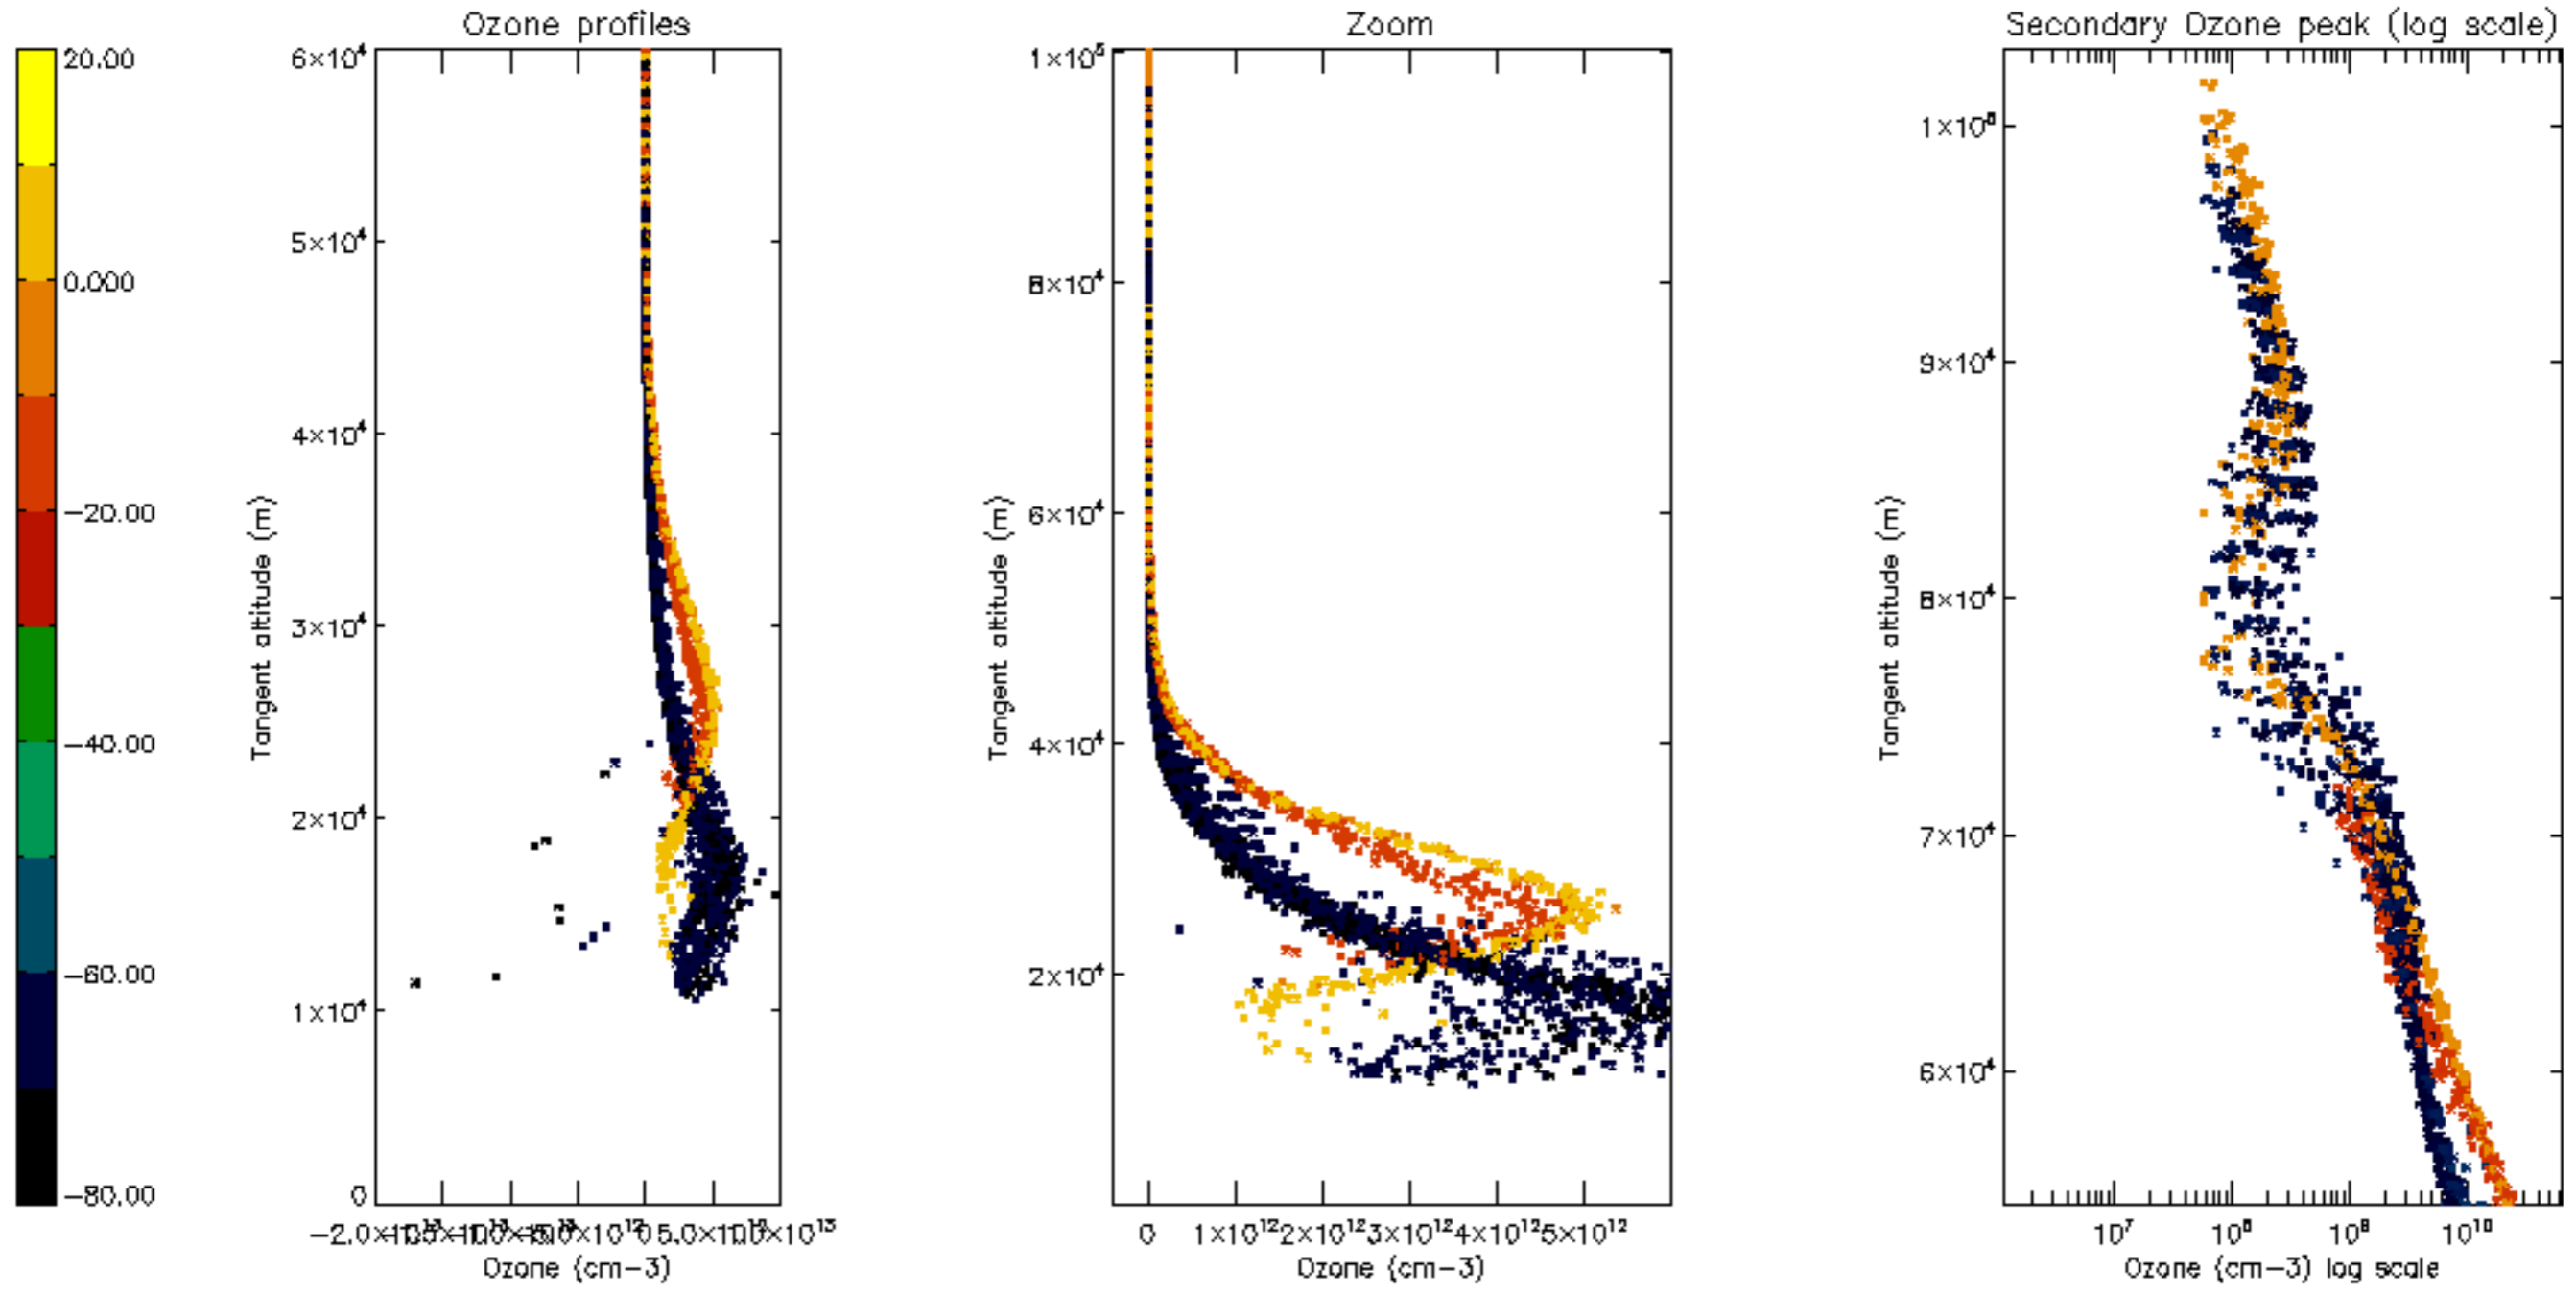 Ozone profiles
Zoom
Secondary Ozone peak (log scale)
20.00
0.000
−20.00
−40.00
−60.00
−80.00
6×10⁴
5×10⁴
4×10⁴
3×10⁴
2×10⁴
1×10⁴
0
Tangent altitude (m)
Ozone (cm−3)
1×10⁵
8×10⁴
6×10⁴
4×10⁴
2×10⁴
Tangent altitude (m)
0 1×10¹² 2×10¹² 3×10¹² 4×10¹² 5×10¹²
Ozone (cm−3)
1×10⁵
9×10⁴
8×10⁴
7×10⁴
6×10⁴
Tangent altitude (m)
10⁷ 10⁸ 10⁹ 10¹⁰
Ozone (cm−3) log scale